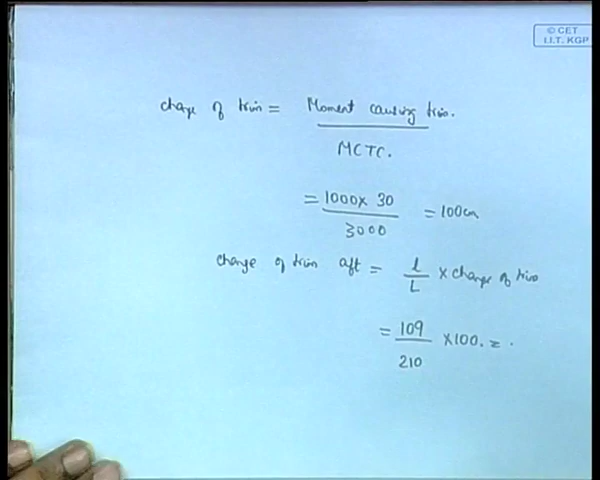 © CET
I.I.T. KGP
change of trim = Moment causing trim.
MCTC.
= 1000 x 30 = 100cm
3000
change of trim aft = l x change of trim
L
= 109 x 100. = .
210